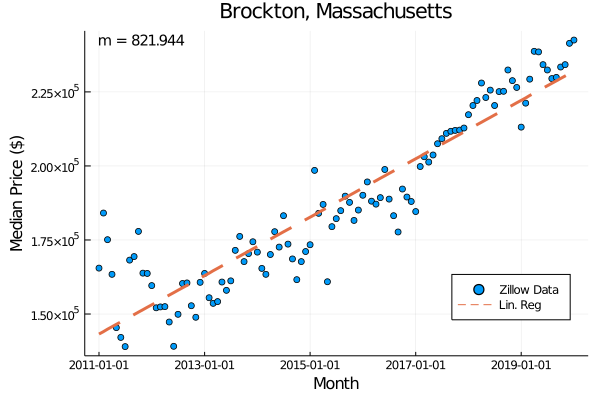 Brockton, Massachusetts
m = 821.944
2.25×10⁵
2.00×10⁵
1.75×10⁵
1.50×10⁵
Median Price ($)
Zillow Data
Lin. Reg
2011-01-01 2013-01-01 2015-01-01 2017-01-01 2019-01-01
Month